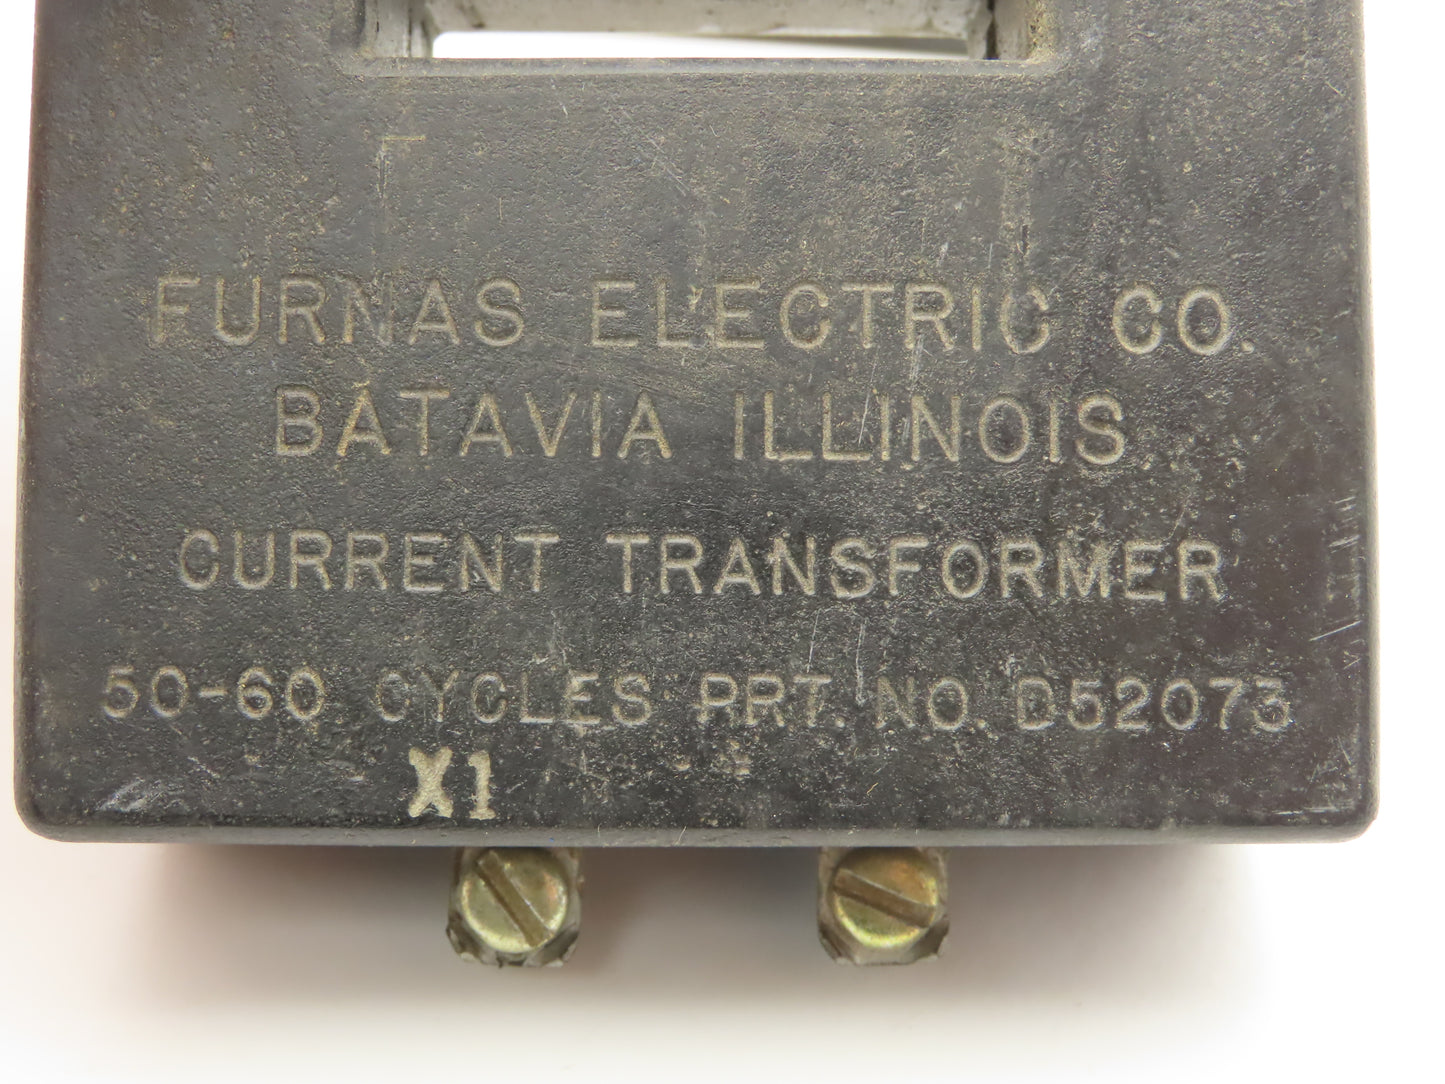 FURNAS ELECTRIC CO.
BATAVIA ILLINOIS
CURRENT TRANSFORMER
50-60 CYCLES PRT. NO. D52073
X1